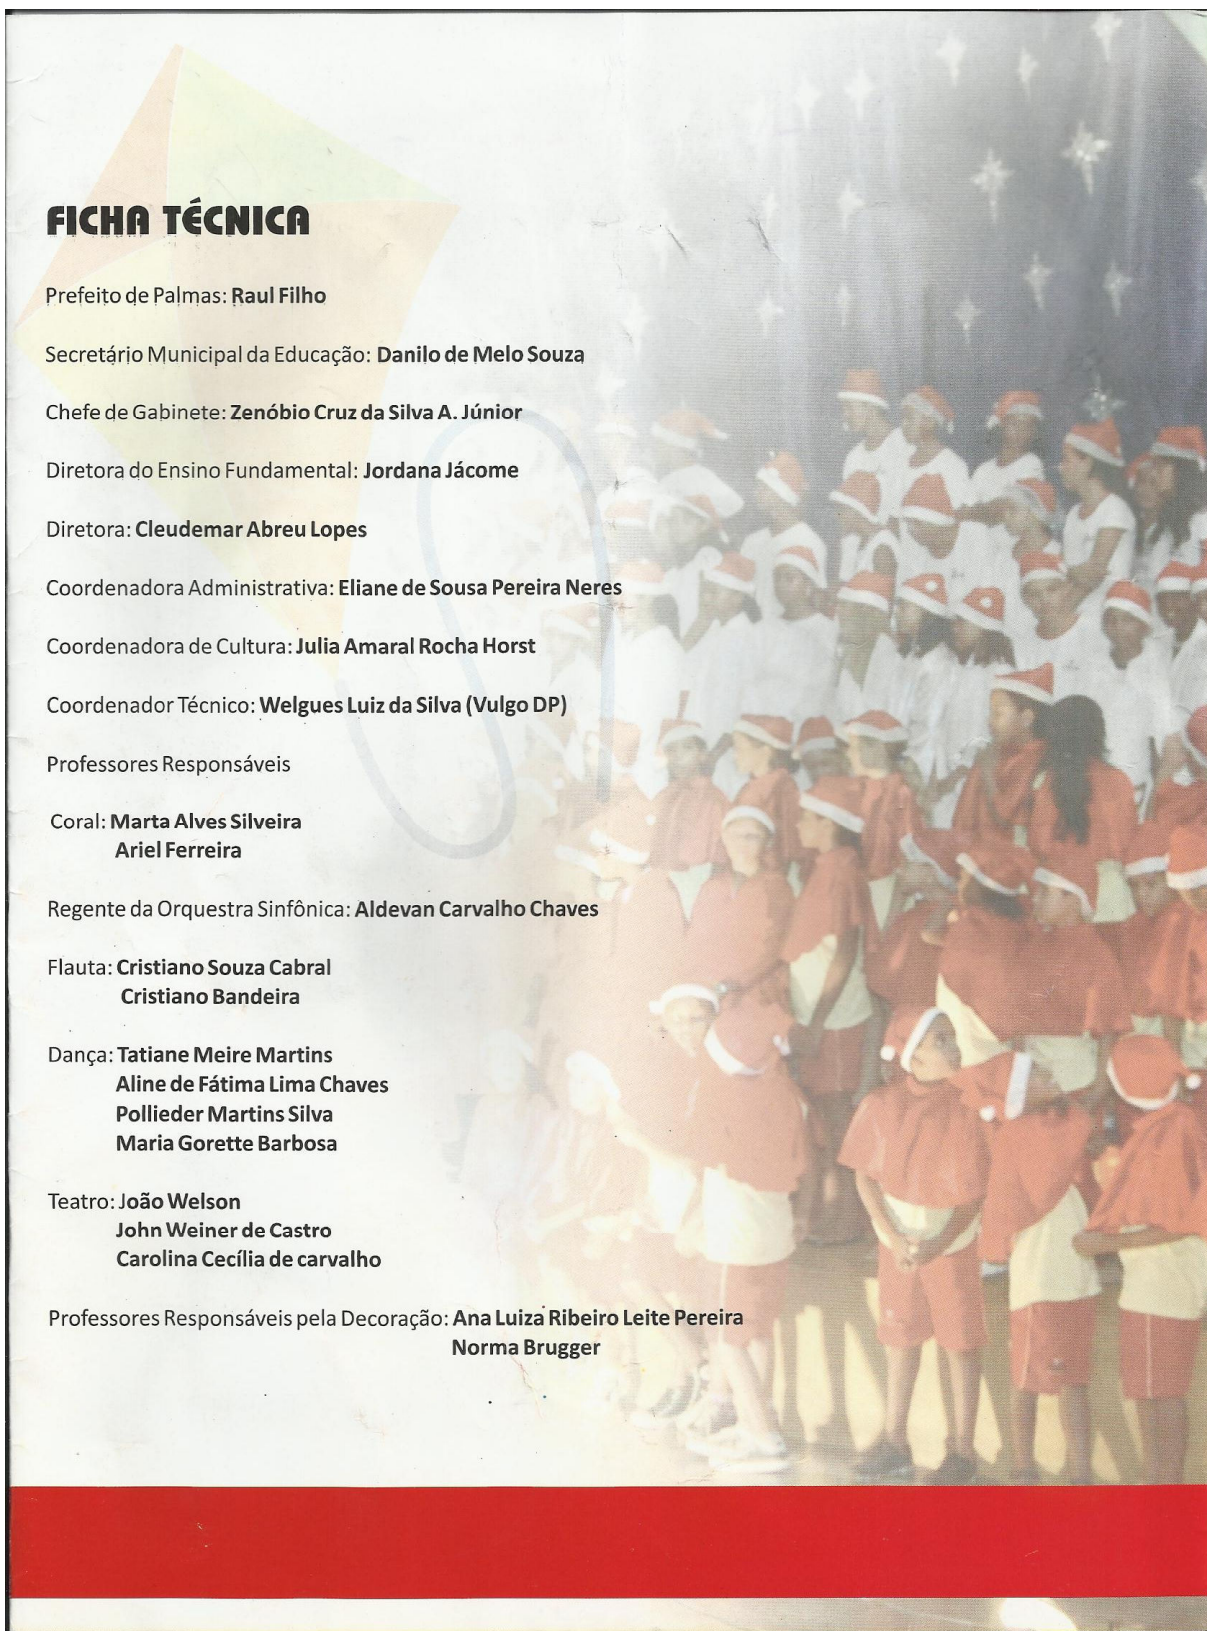 FICHA TÉCNICA
Prefeito de Palmas: Raul Filho
Secretário Municipal da Educação: Danilo de Melo Souza
Chefe de Gabinete: Zenóbio Cruz da Silva A. Júnior
Diretora do Ensino Fundamental: Jordana Jácome
Diretora: Cleudemar Abreu Lopes
Coordenadora Administrativa: Eliane de Sousa Pereira Neres
Coordenadora de Cultura: Julia Amaral Rocha Horst
Coordenador Técnico: Welgues Luiz da Silva (Vulgo DP)
Professores Responsáveis
Coral: Marta Alves Silveira
Ariel Ferreira
Regente da Orquestra Sinfônica: Aldevan Carvalho Chaves
Flauta: Cristiano Souza Cabral
Cristiano Bandeira
Dança: Tatiane Meire Martins
Aline de Fátima Lima Chaves
Pollieder Martins Silva
Maria Gorette Barbosa
Teatro: João Welson
John Weiner de Castro
Carolina Cecília de carvalho
Professores Responsáveis pela Decoração: Ana Luiza Ribeiro Leite Pereira
Norma Brugger